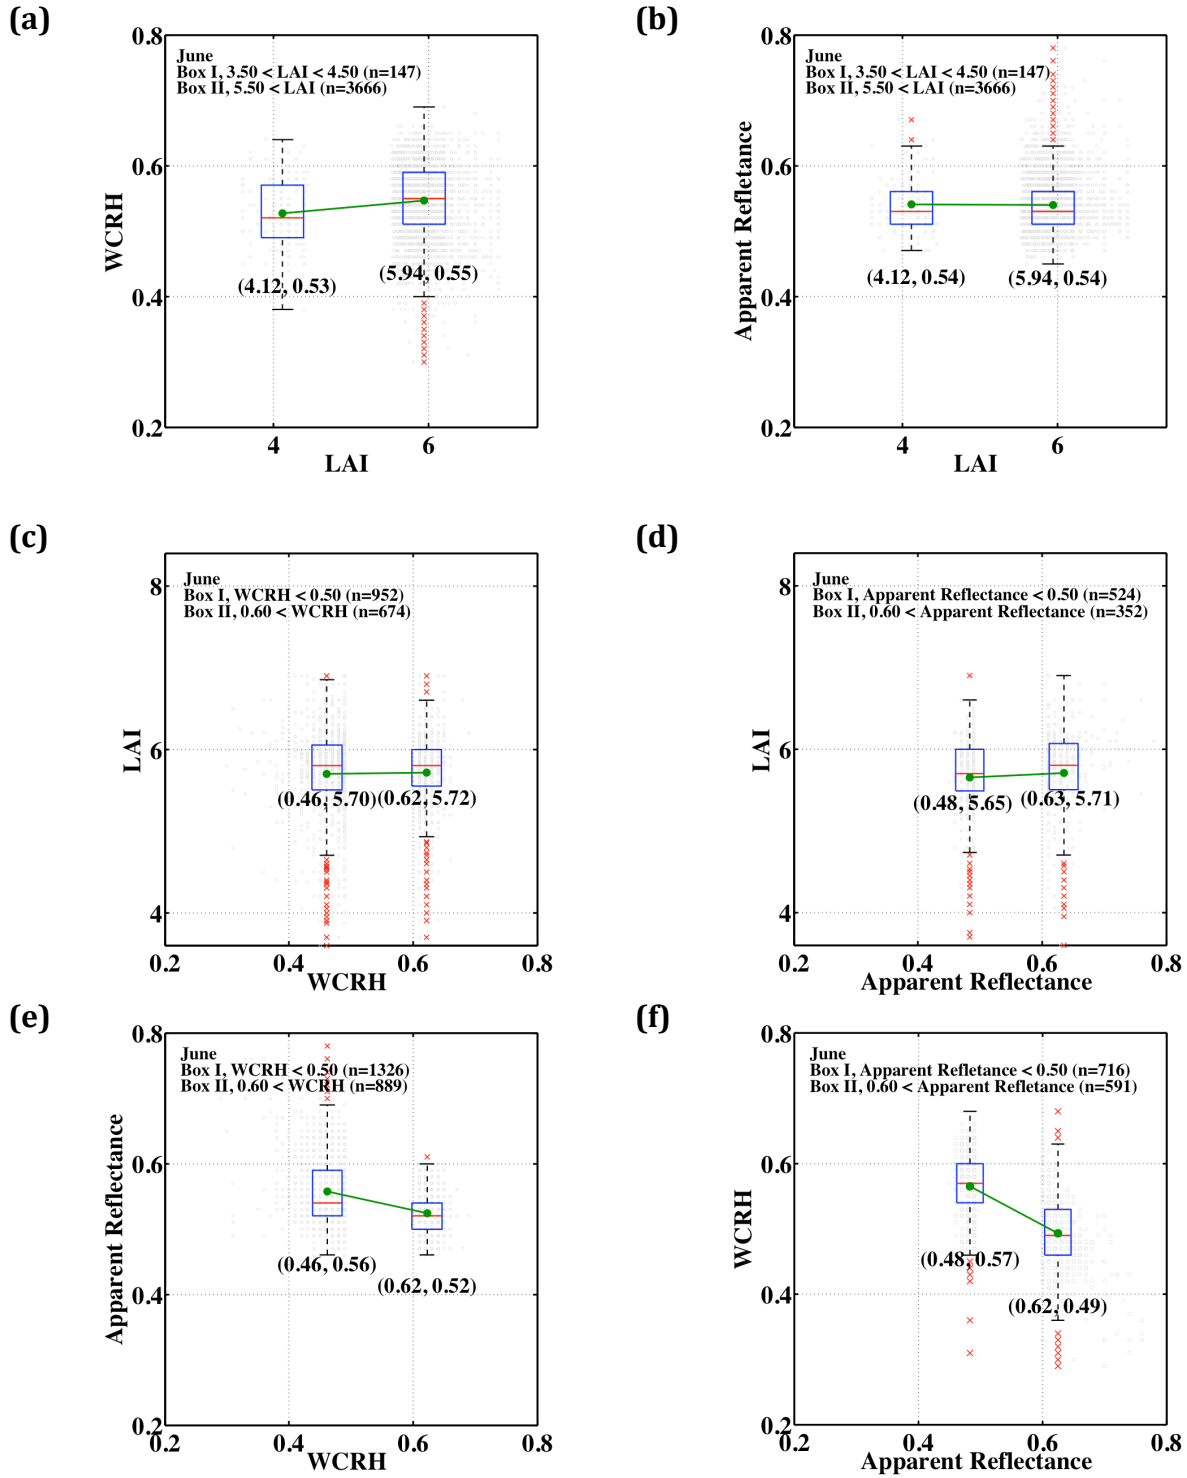 (a)
0.8
June
Box I, 3.50 < LAI < 4.50 (n=147)
Box II, 5.50 < LAI (n=3666)
0.6
WCRH
(5.94, 0.55)
(4.12, 0.53)
0.4
0.2
4
6
LAI
(b)
0.8
June
Box I, 3.50 < LAI < 4.50 (n=147)
Box II, 5.50 < LAI (n=3666)
0.6
Apparent Refletance
(4.12, 0.54)
(5.94, 0.54)
0.4
0.2
4
6
LAI
(c)
8
June
Box I, WCRH < 0.50 (n=952)
Box II, 0.60 < WCRH (n=674)
LAI
6
(0.46, 5.70)
(0.62, 5.72)
4
0.2
0.4
0.6
0.8
WCRH
(d)
8
June
Box I, Apparent Reflectance < 0.50 (n=524)
Box II, 0.60 < Apparent Reflectance (n=352)
LAI
6
(0.48, 5.65)
(0.63, 5.71)
4
0.2
0.4
0.6
0.8
Apparent Reflectance
(e)
0.8
June
Box I, WCRH < 0.50 (n=1326)
Box II, 0.60 < WCRH (n=889)
0.6
Apparent Reflectance
(0.46, 0.56)
(0.62, 0.52)
0.4
0.2
0.2
0.4
0.6
0.8
WCRH
(f)
0.8
June
Box I, Apparent Reflectance < 0.50 (n=716)
Box II, 0.60 < Apparent Refletance (n=591)
0.6
WCRH
(0.48, 0.57)
(0.62, 0.49)
0.4
0.2
0.2
0.4
0.6
0.8
Apparent Reflectance